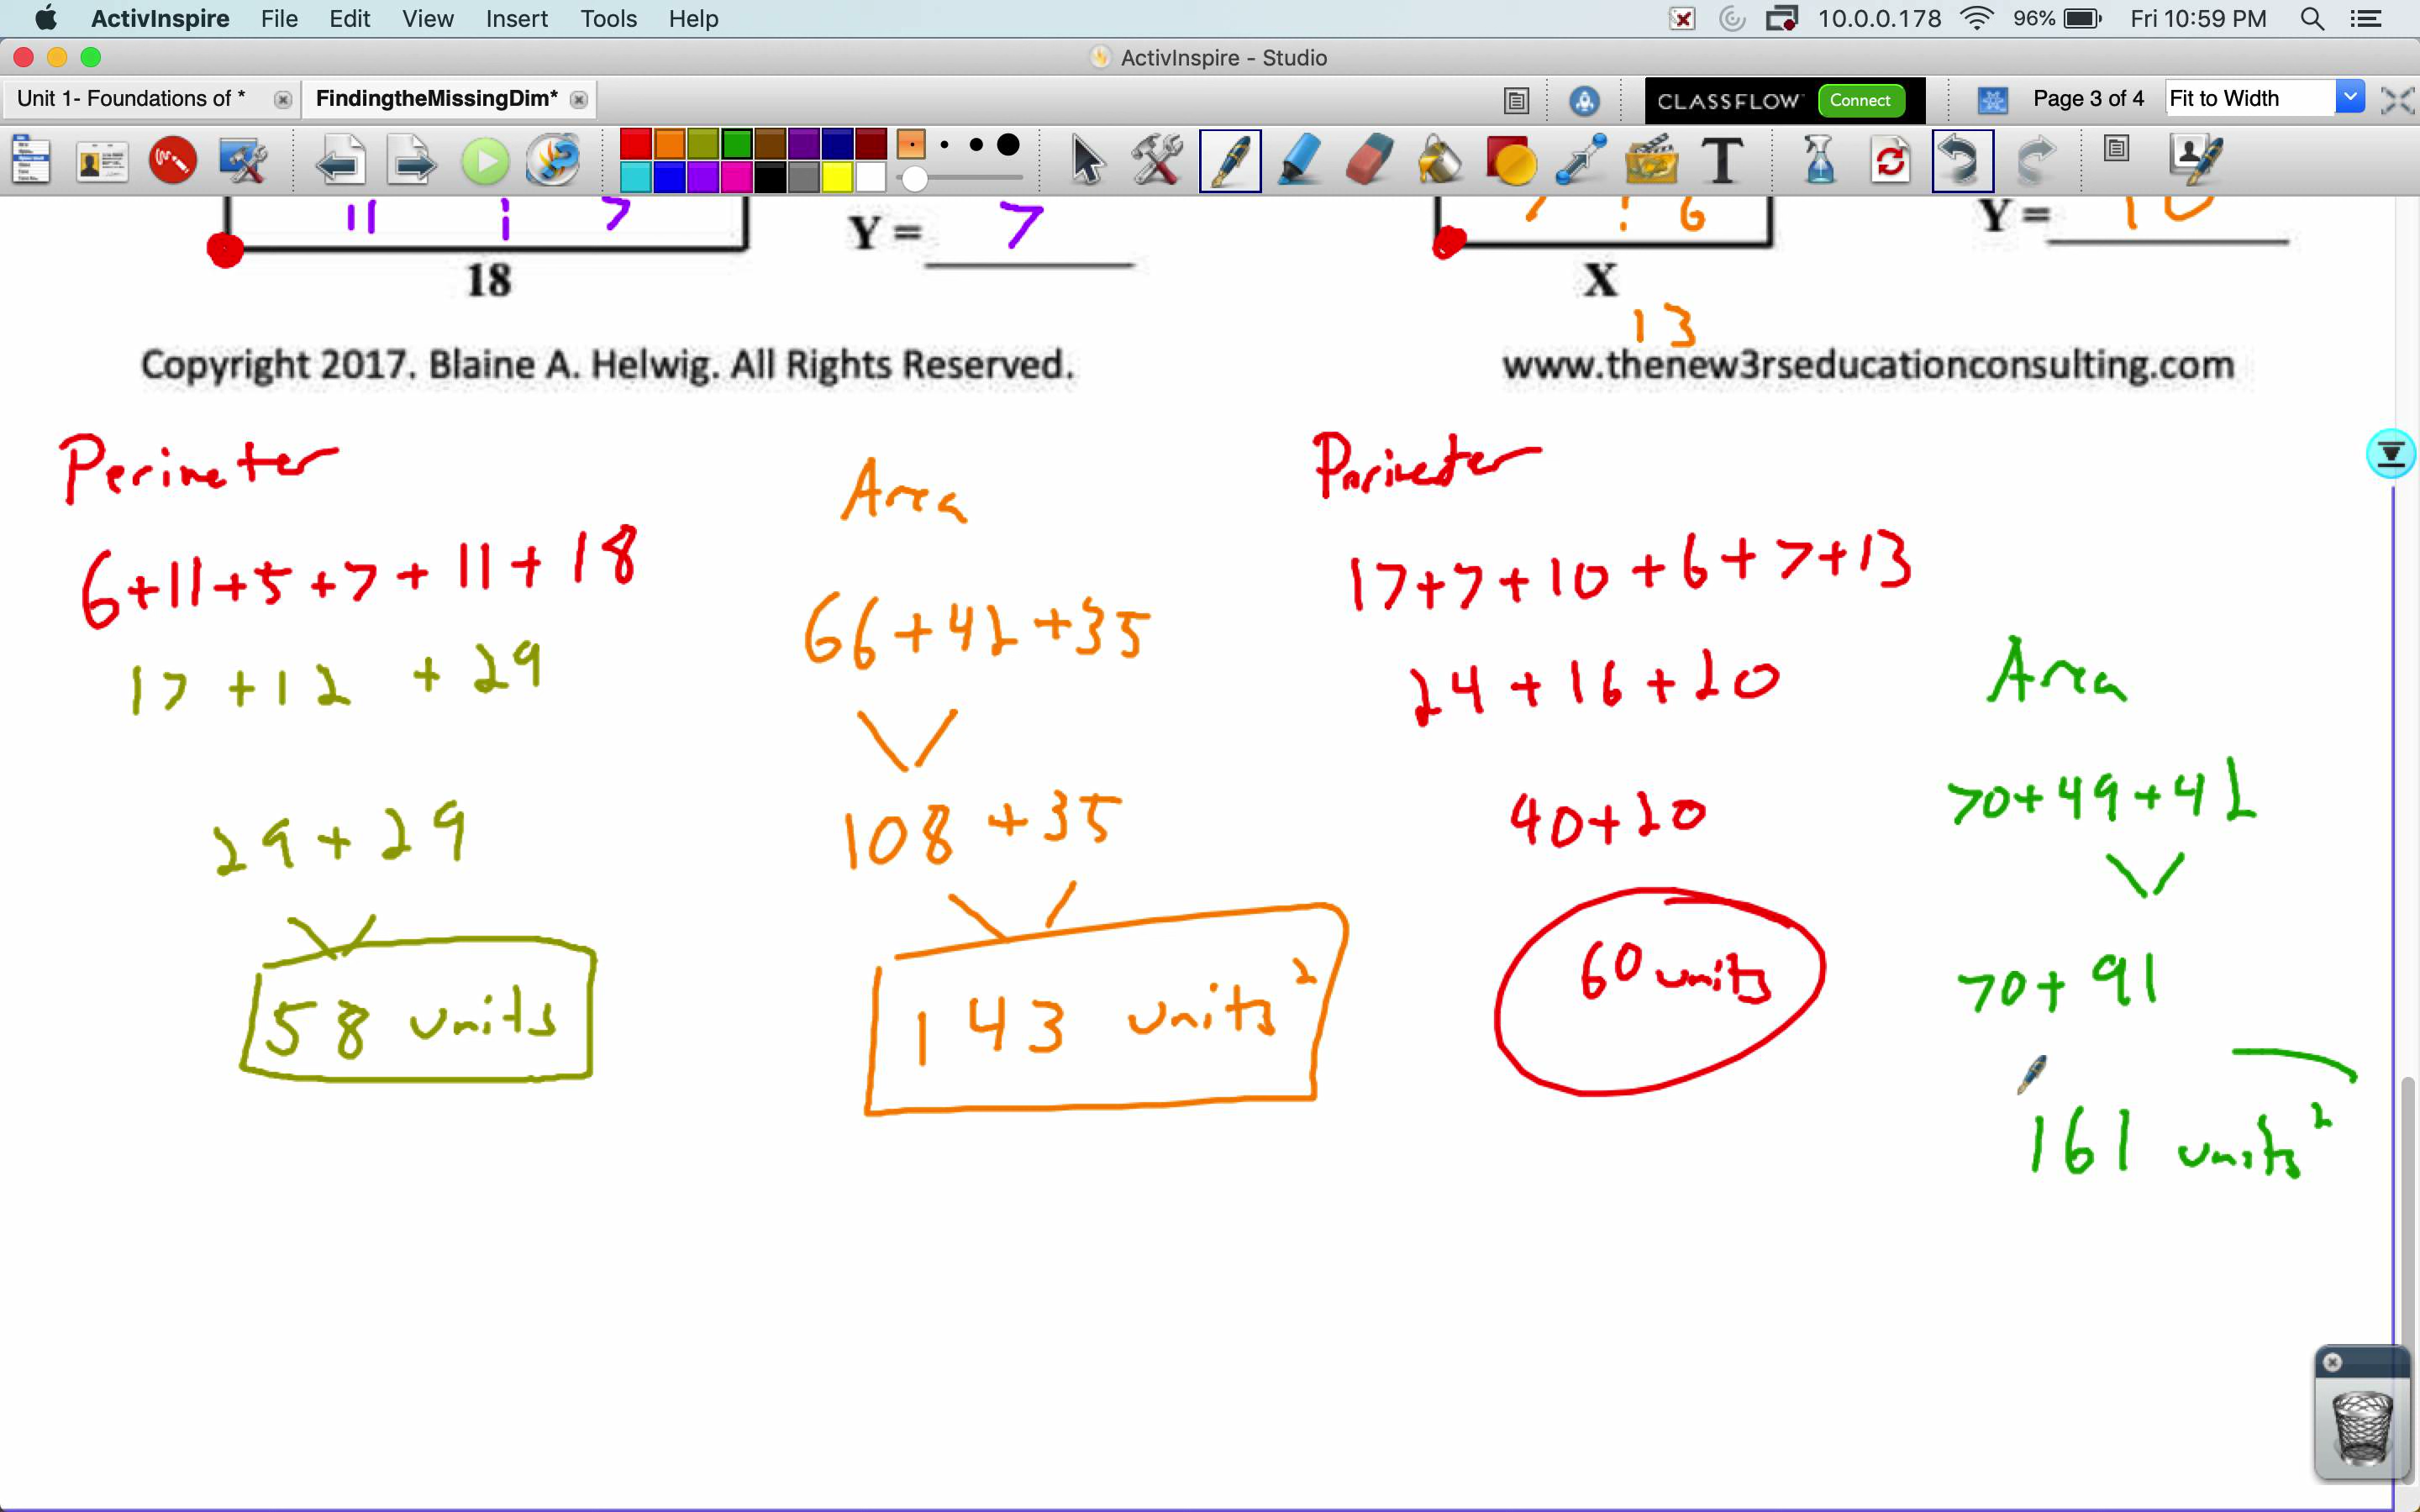 ActivInspire File Edit View Insert Tools Help 10.0.0.178 96% Fri 10:59 PM
ActivInspire - Studio
Unit 1- Foundations of * FindingtheMissingDim* CLASSFLOW Connect Page 3 of 4 Fit to Width
T
11 7 Y = 7
18
7 6 Y = 10
X
13
Copyright 2017. Blaine A. Helwig. All Rights Reserved.
www.thenew3rseducationconsulting.com
Perimeter
6+11+5+7+11+18
17+12 +29
29+29
58 units
Area
66+42+35
108+35
143 units²
Perimeter
17+7+10+6+7+13
24+16+20
40+20
60 units
Area
70+49+42
70+91
161 units²